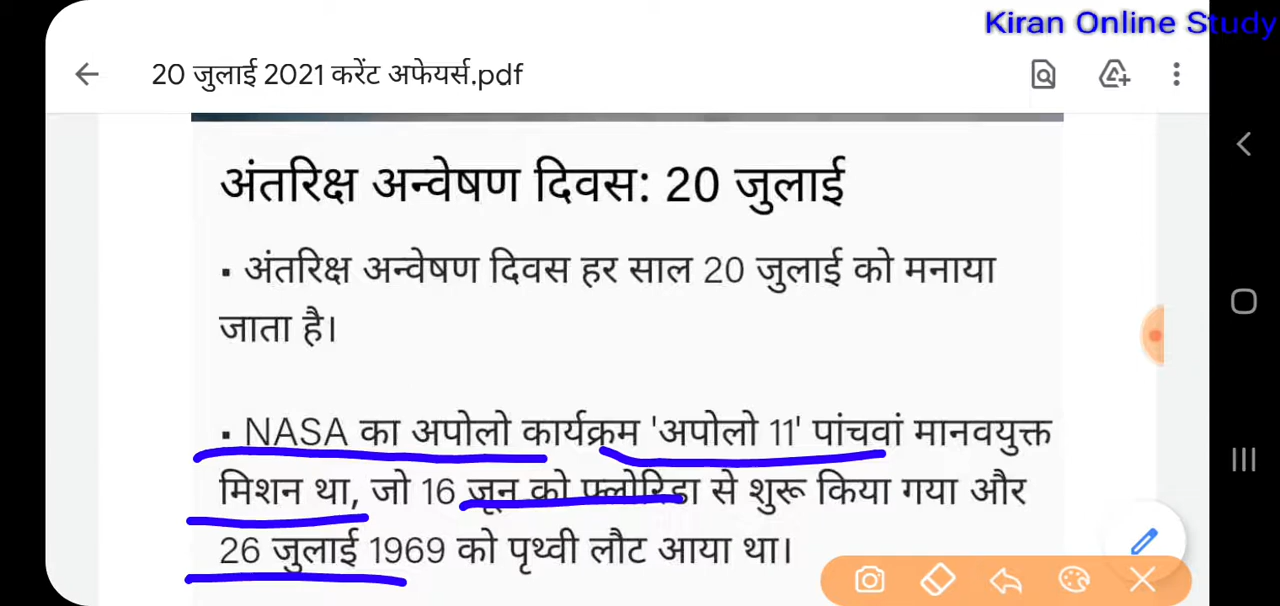 Kiran Online Study
20 जुलाई 2021 करेंट अफेयर्स.pdf
अंतरिक्ष अन्वेषण दिवस: 20 जुलाई
▪ अंतरिक्ष अन्वेषण दिवस हर साल 20 जुलाई को मनाया
जाता है।
▪ NASA का अपोलो कार्यक्रम 'अपोलो 11' पांचवां मानवयुक्त
मिशन था, जो 16 जून को फ्लोरिडा से शुरू किया गया और
26 जुलाई 1969 को पृथ्वी लौट आया था।